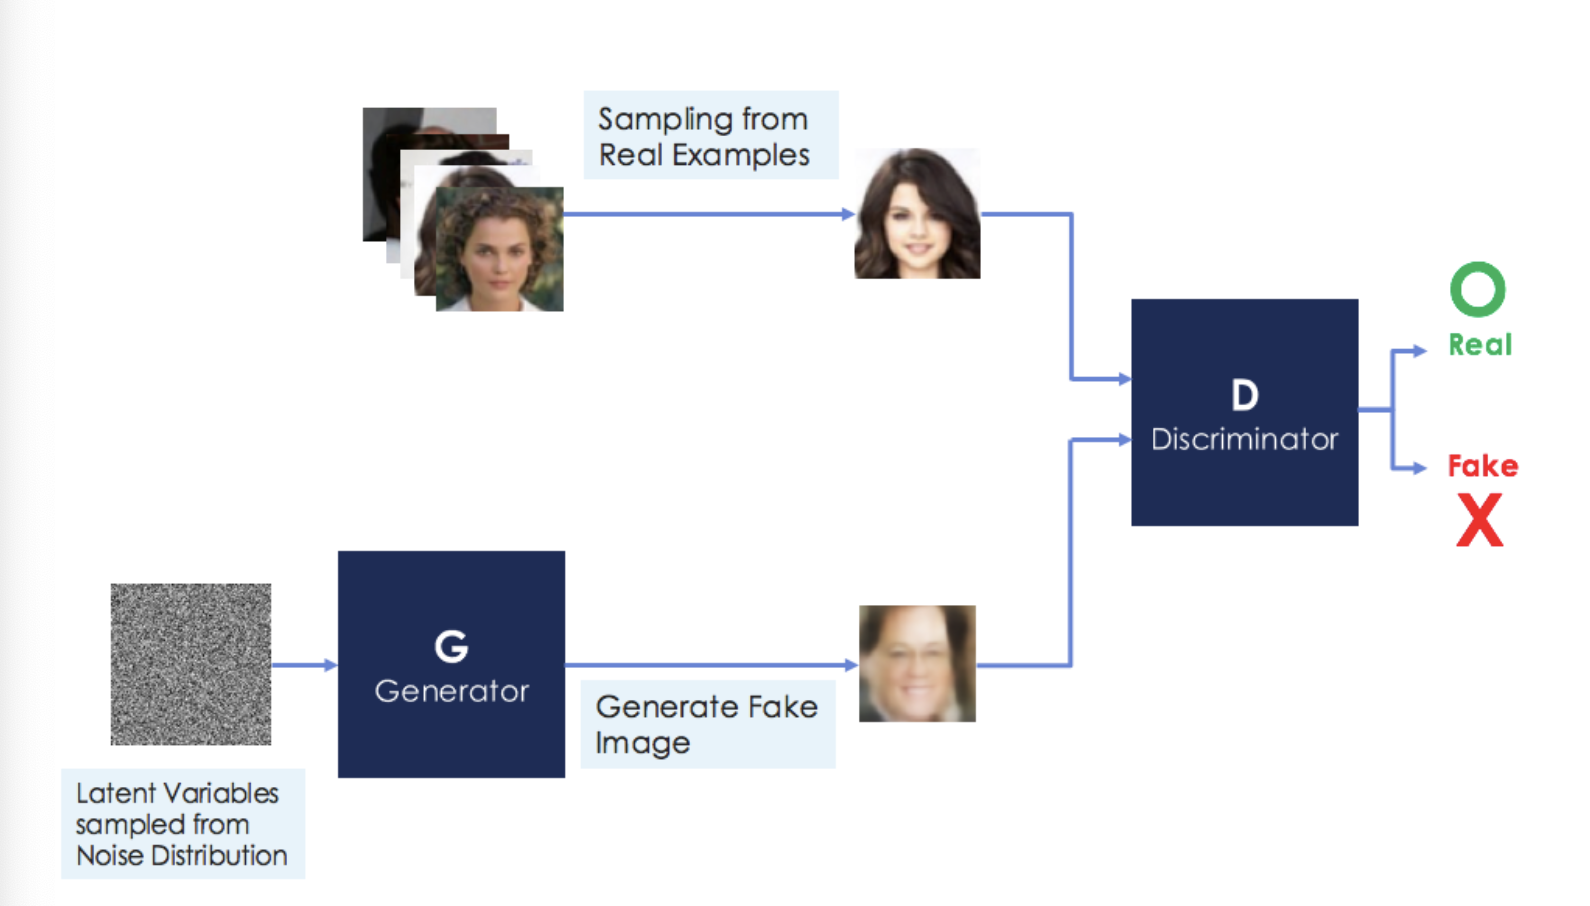 Sampling from
Real Examples
O
Real
D
Discriminator
Fake
X
G
Generator
Generate Fake
Image
Latent Variables
sampled from
Noise Distribution